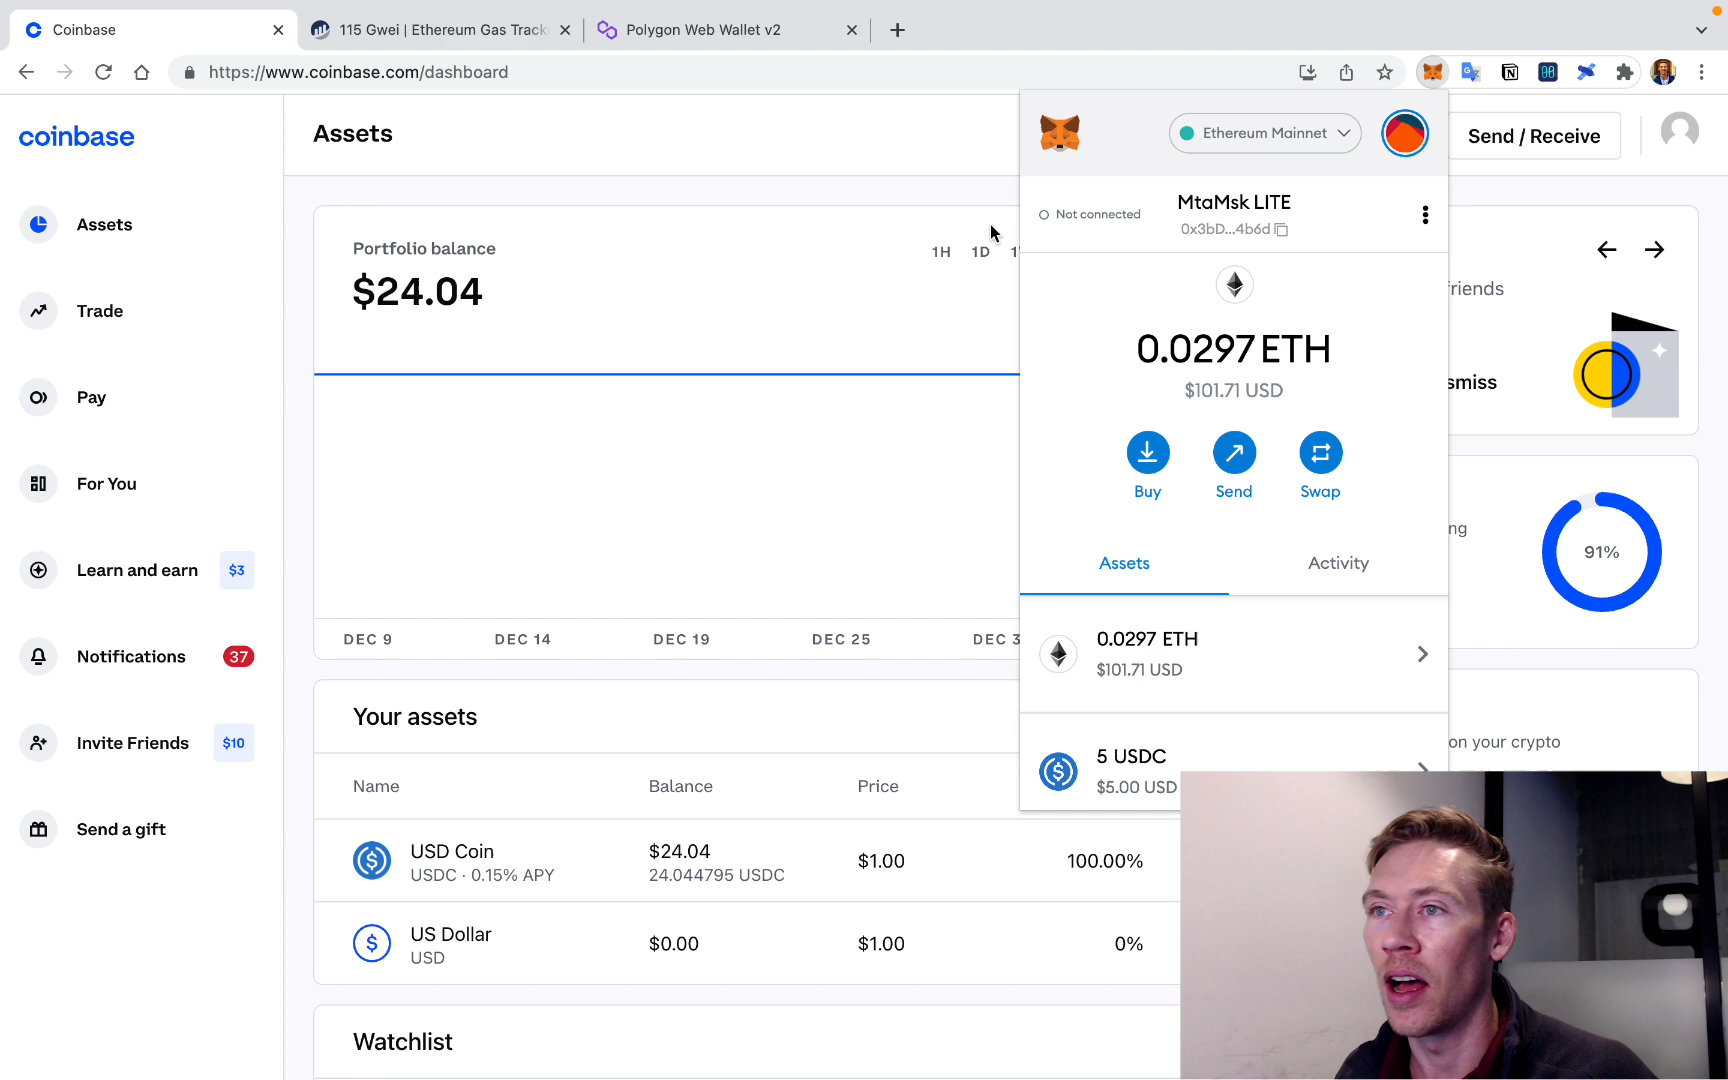 Coinbase
115 Gwei | Ethereum Gas Track
Polygon Web Wallet v2
https://www.coinbase.com/dashboard
coinbase
Assets
Trade
Pay
For You
Learn and earn $3
Notifications 37
Invite Friends $10
Send a gift
Assets
Send / Receive
Portfolio balance
$24.04
1H 1D
DEC 9 DEC 14 DEC 19 DEC 25 DEC 3
Your assets
Name Balance Price
USD Coin $24.04 $1.00 100.00%
USDC · 0.15% APY 24.044795 USDC
US Dollar $0.00 $1.00 0%
USD
Watchlist
Ethereum Mainnet
Not connected
MtaMsk LITE
0x3bD...4b6d
0.0297 ETH
$101.71 USD
Buy Send Swap
Assets Activity
0.0297 ETH
$101.71 USD
5 USDC
$5.00 USD
riends
smiss
ng
91%
on your crypto